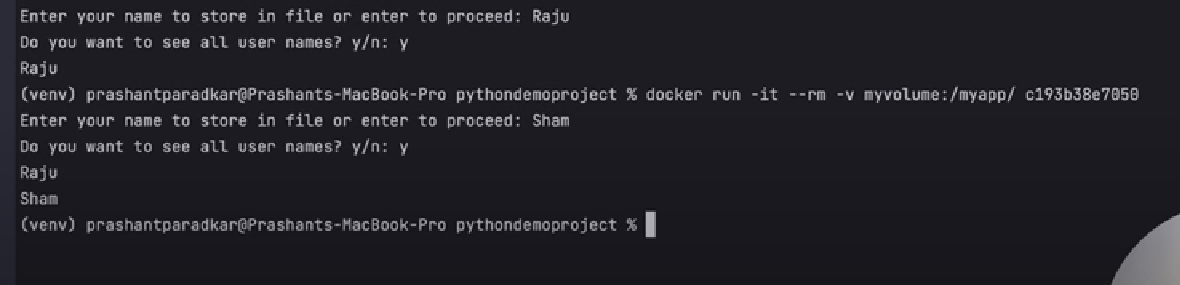 Enter your name to store in file or enter to proceed: Raju
Do you want to see all user names? y/n: y
Raju
(venv) prashantparadkar@Prashants-MacBook-Pro pythondemoproject % docker run -it --rm -v myvolume:/myapp/ c193b38e7050
Enter your name to store in file or enter to proceed: Sham
Do you want to see all user names? y/n: y
Raju
Sham
(venv) prashantparadkar@Prashants-MacBook-Pro pythondemoproject %